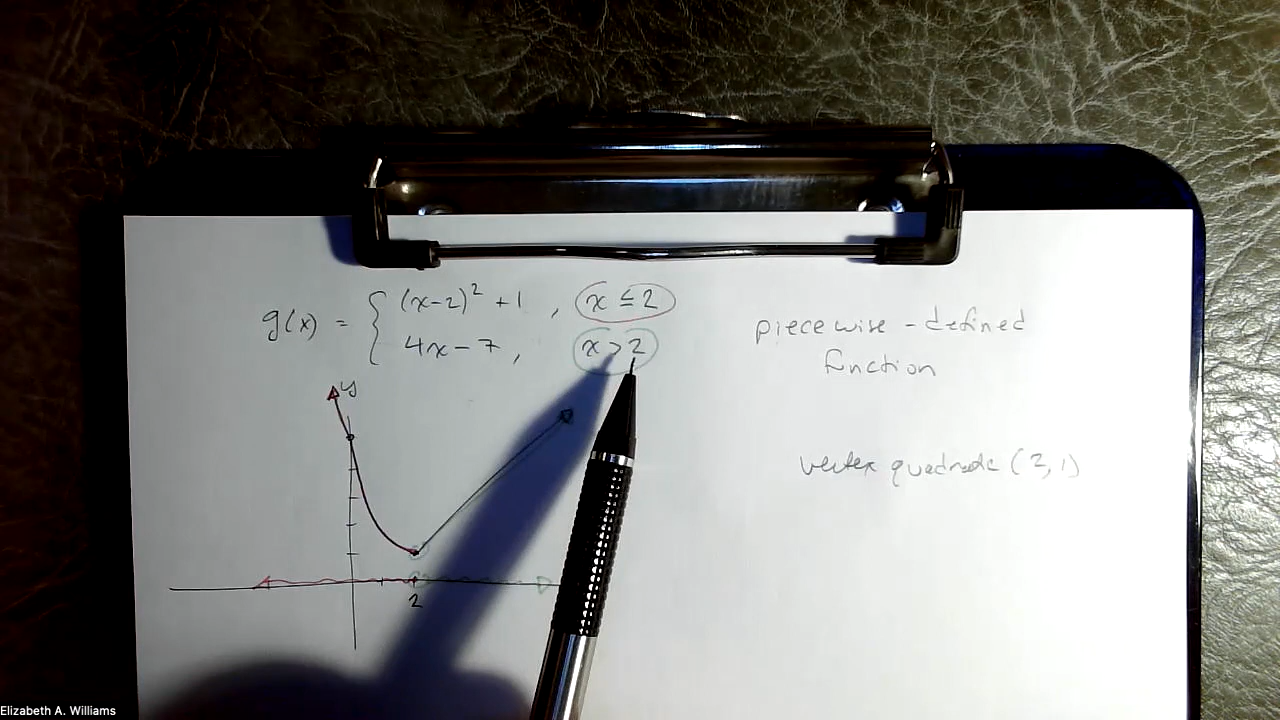 g(x) = { (x-2)² + 1 , x ≤ 2
4x - 7 , x > 2
piecewise - defined
function
y
vertex quadratic (2,1)
2
Elizabeth A. Williams